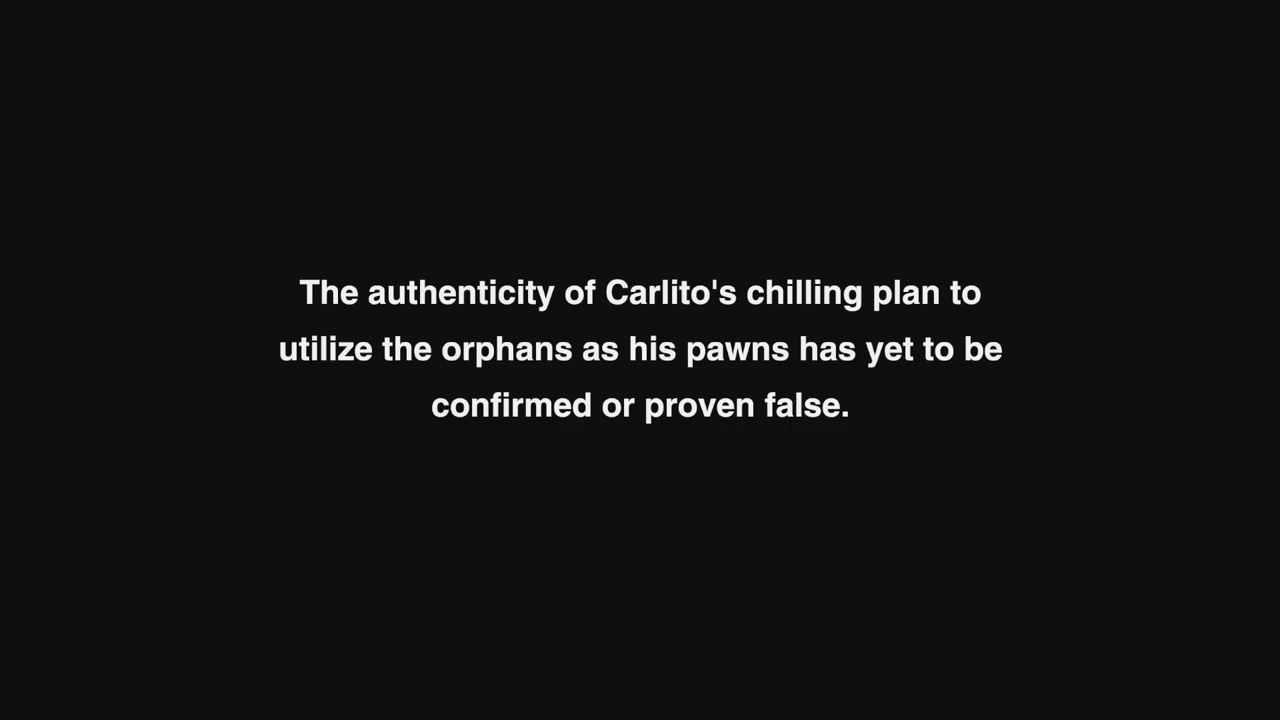 The authenticity of Carlito's chilling plan to
utilize the orphans as his pawns has yet to be
confirmed or proven false.